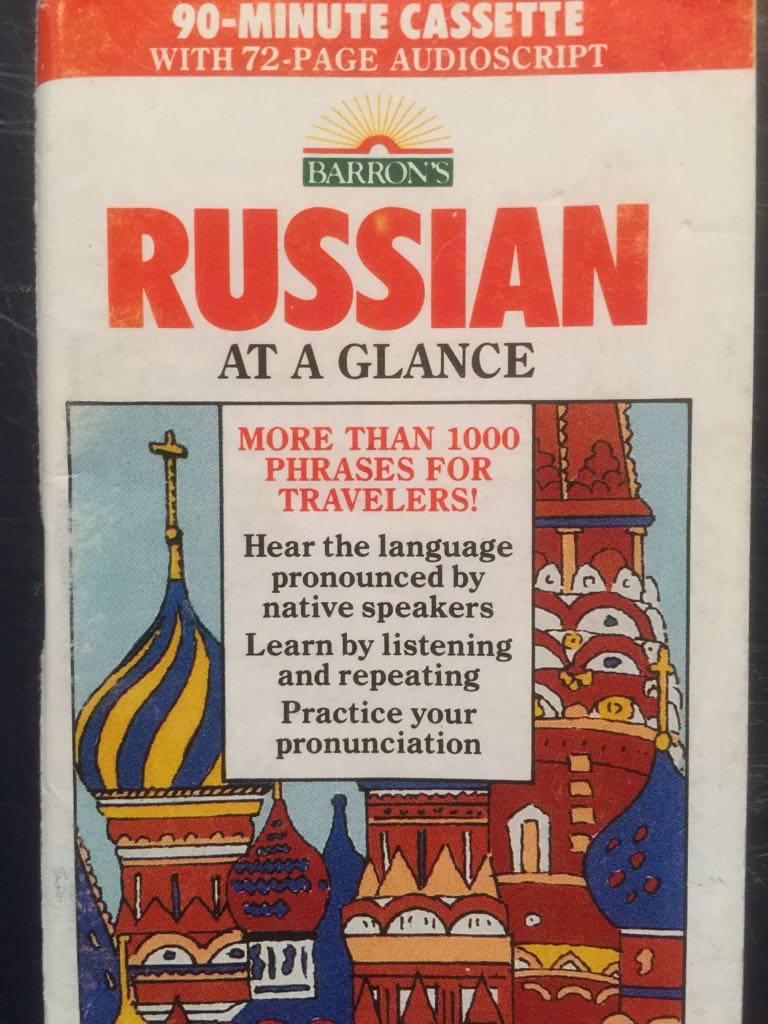 90-MINUTE CASSETTE
WITH 72-PAGE AUDIOSCRIPT
BARRON'S
RUSSIAN
AT A GLANCE
MORE THAN 1000
PHRASES FOR
TRAVELERS!
Hear the language
pronounced by
native speakers
Learn by listening
and repeating
Practice your
pronunciation